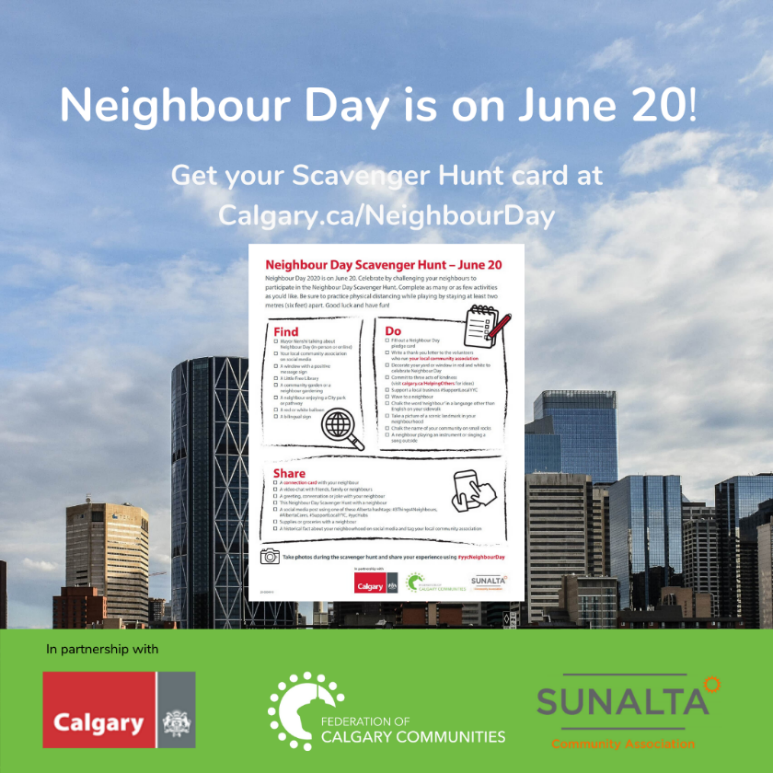 Neighbour Day is on June 20!
Get your Scavenger Hunt card at
Calgary.ca/NeighbourDay
Neighbour Day Scavenger Hunt – June 20
Neighbour Day 2020 is on June 20. Celebrate by challenging your neighbours to
participate in the Neighbour Day Scavenger Hunt. Complete as many or as few activities
as you'd like. Be sure to practice physical distancing while playing by staying at least two
metres (six feet) apart. Good luck and have fun!
Find
Mayor Nenshi talking about
Neighbour Day (in-person or online)
Your local community association
on social media
A window with a positive
message sign
A Little Free Library
A community garden or a
neighbour gardening
A neighbour enjoying a City park
or pathway
A red or white balloon
A bilingual sign
Do
Fill out a Neighbour Day
pledge card
Write a thank you letter to the volunteers
who run your local community association
Decorate your yard or window in red and white to
celebrate Neighbour Day
Commit to three acts of kindness
(visit calgary.ca/HelpingOthers for ideas)
Support a local business #SupportLocalYYC
Wave to a neighbour
Chalk the word neighbour in a language other than
English on your sidewalk
Take a picture of a scenic landmark in your
neighbourhood
Chalk the name of your community on small rocks
A neighbour playing an instrument or singing a
song outside
Share
A connection card with your neighbour
A video chat with friends, family or neighbours
A greeting, conversation or joke with your neighbour
The Neighbour Day Scavenger Hunt with a neighbour
A social media post using one of these Alberta hashtags: #3ThingsForNeighbours,
#AlbertaCares, #SupportLocalYYC,
Supplies or groceries with a neighbour
A historical fact about your neighbourhood on social media and tag your local community association
Take photos during the scavenger hunt and share your experience using #yycNeighbourDay
In partnership with
Calgary
FEDERATION OF
CALGARY COMMUNITIES
SUNALTA
Community Association
In partnership with
Calgary
FEDERATION OF
CALGARY COMMUNITIES
SUNALTA
Community Association